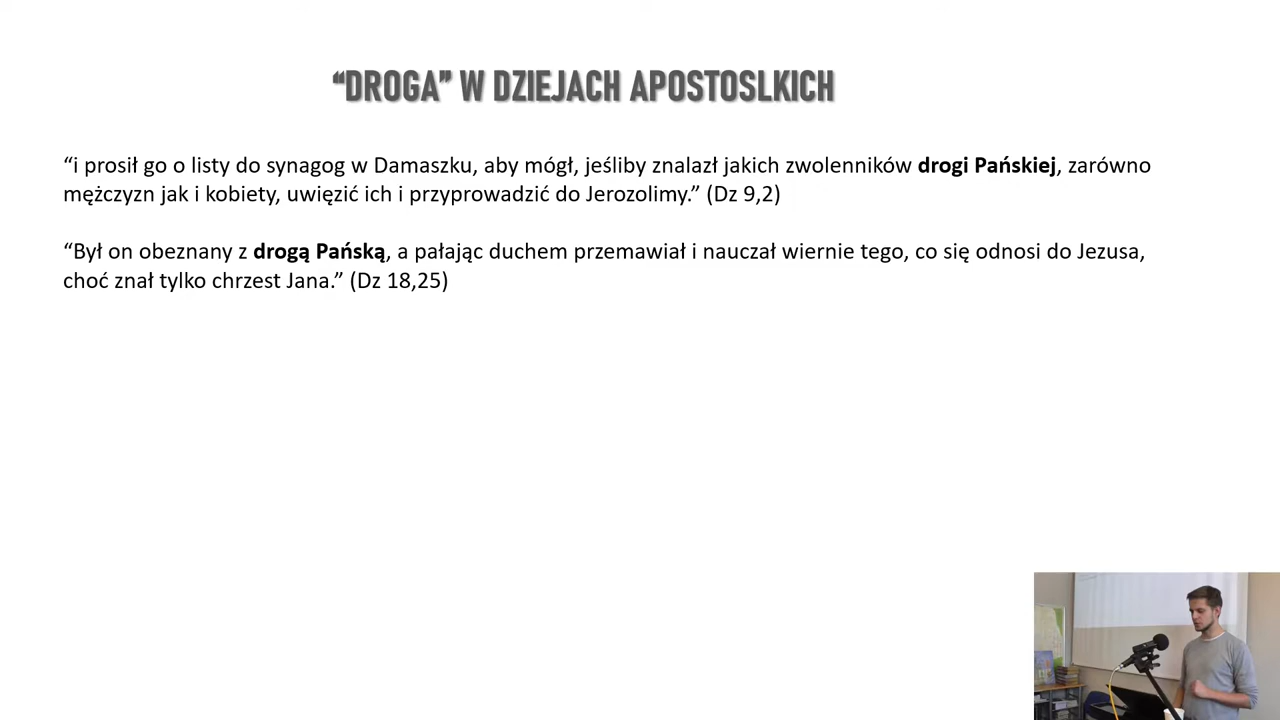 “DROGA” W DZIEJACH APOSTOSLKICH
“i prosił go o listy do synagog w Damaszku, aby mógł, jeśliby znalazł jakich zwolenników drogi Pańskiej, zarówno
mężczyzn jak i kobiety, uwięzić ich i przyprowadzić do Jerozolimy.” (Dz 9,2)
“Był on obeznany z drogą Pańską, a pałając duchem przemawiał i nauczał wiernie tego, co się odnosi do Jezusa,
choć znał tylko chrzest Jana.” (Dz 18,25)